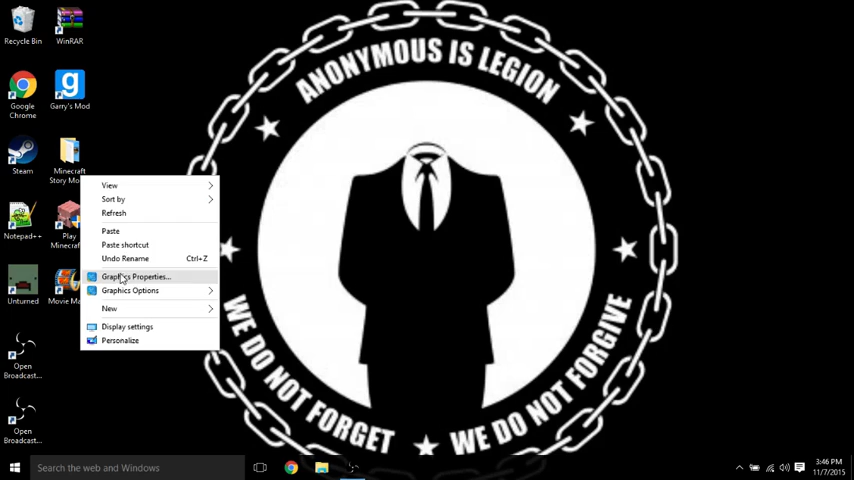 Recycle Bin
WinRAR
Google
Chrome
Garry's Mod
Steam
Minecraft
Story Mo...
Notepad++
Play
Minecraf
Unturned
Movie Ma
Open
Broadcast...
Open
Broadcast...
View
Sort by
Refresh
Paste
Paste shortcut
Undo Rename Ctrl+Z
Graphics Properties...
Graphics Options
New
Display settings
Personalize
ANONYMOUS IS LEGION
WE DO NOT FORGET
WE DO NOT FORGIVE
Search the web and Windows
3:46 PM
11/7/2015